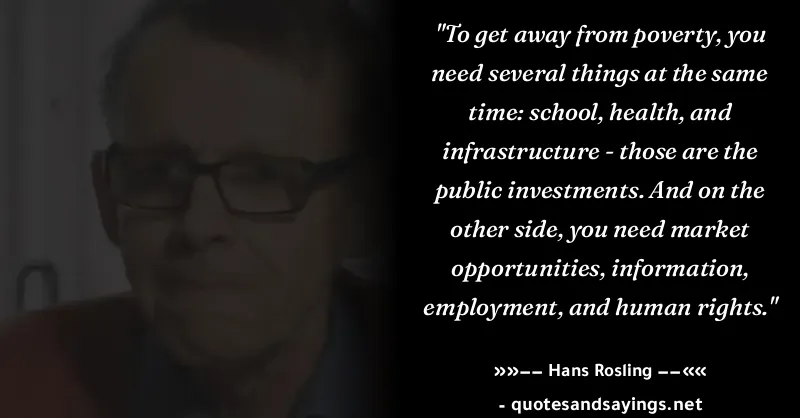 "To get away from poverty, you
need several things at the same
time: school, health, and
infrastructure - those are the
public investments. And on the
other side, you need market
opportunities, information,
employment, and human rights."
»»—— Hans Rosling ——««
- quotesandsayings.net